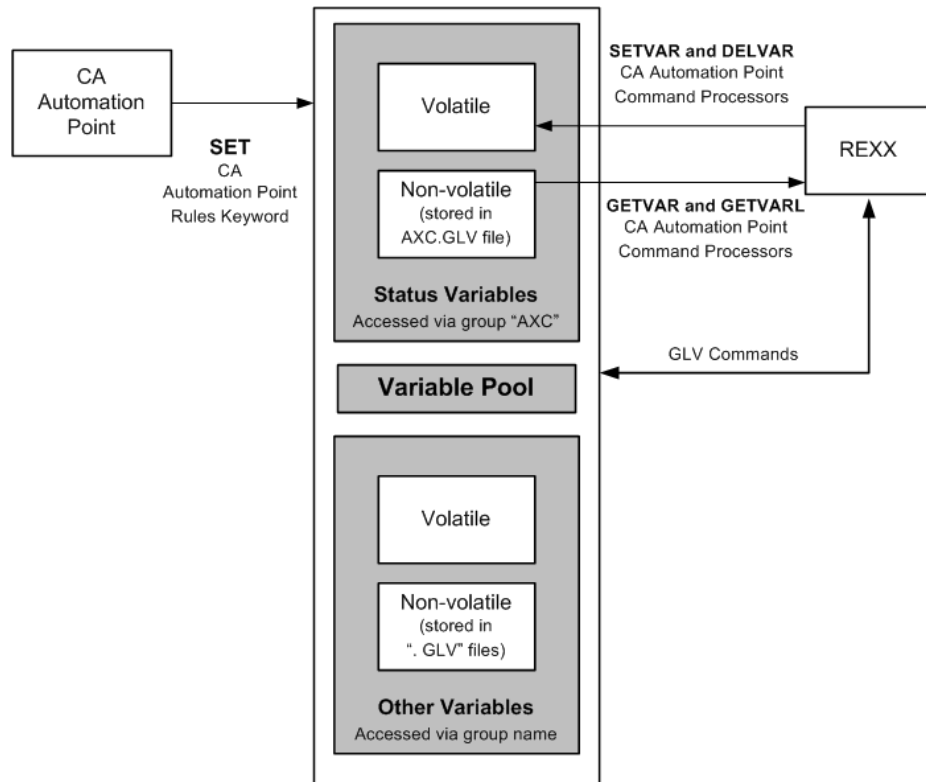 CA
Automation
Point
SET
CA
Automation Point
Rules Keyword
Volatile
Non-volatile
(stored in
AXC.GLV file)
Status Variables
Accessed via group “AXC”
SETVAR and DELVAR
CA Automation Point
Command Processors
REXX
GETVAR and GETVARL
CA Automation Point
Command Processors
GLV Commands
Variable Pool
Volatile
Non-volatile
(stored in
“. GLV” files)
Other Variables
Accessed via group name